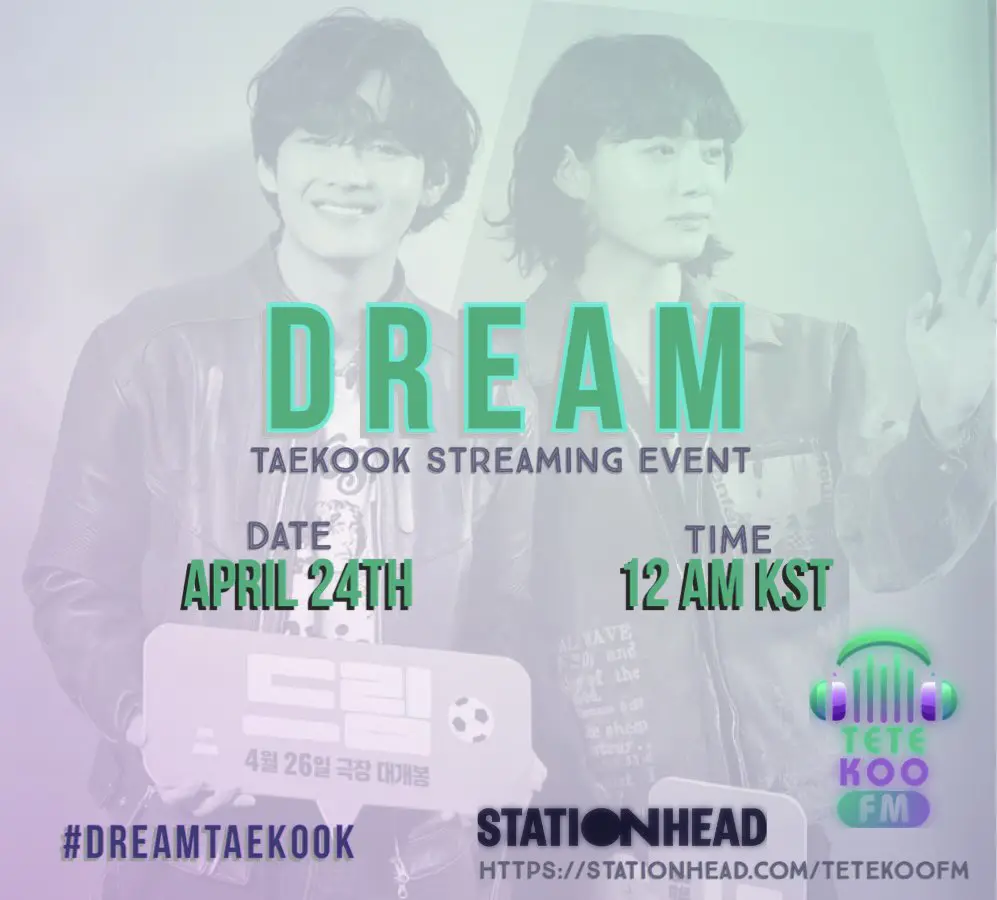 DREAM
TAEKOOK STREAMING EVENT
DATE
APRIL 24TH
TIME
12 AM KST
드림
4월 26일 극장 대개봉
TETE
KOO
FM
#DREAMTAEKOOK
STATIONHEAD
HTTPS://STATIONHEAD.COM/TETEKOOFM